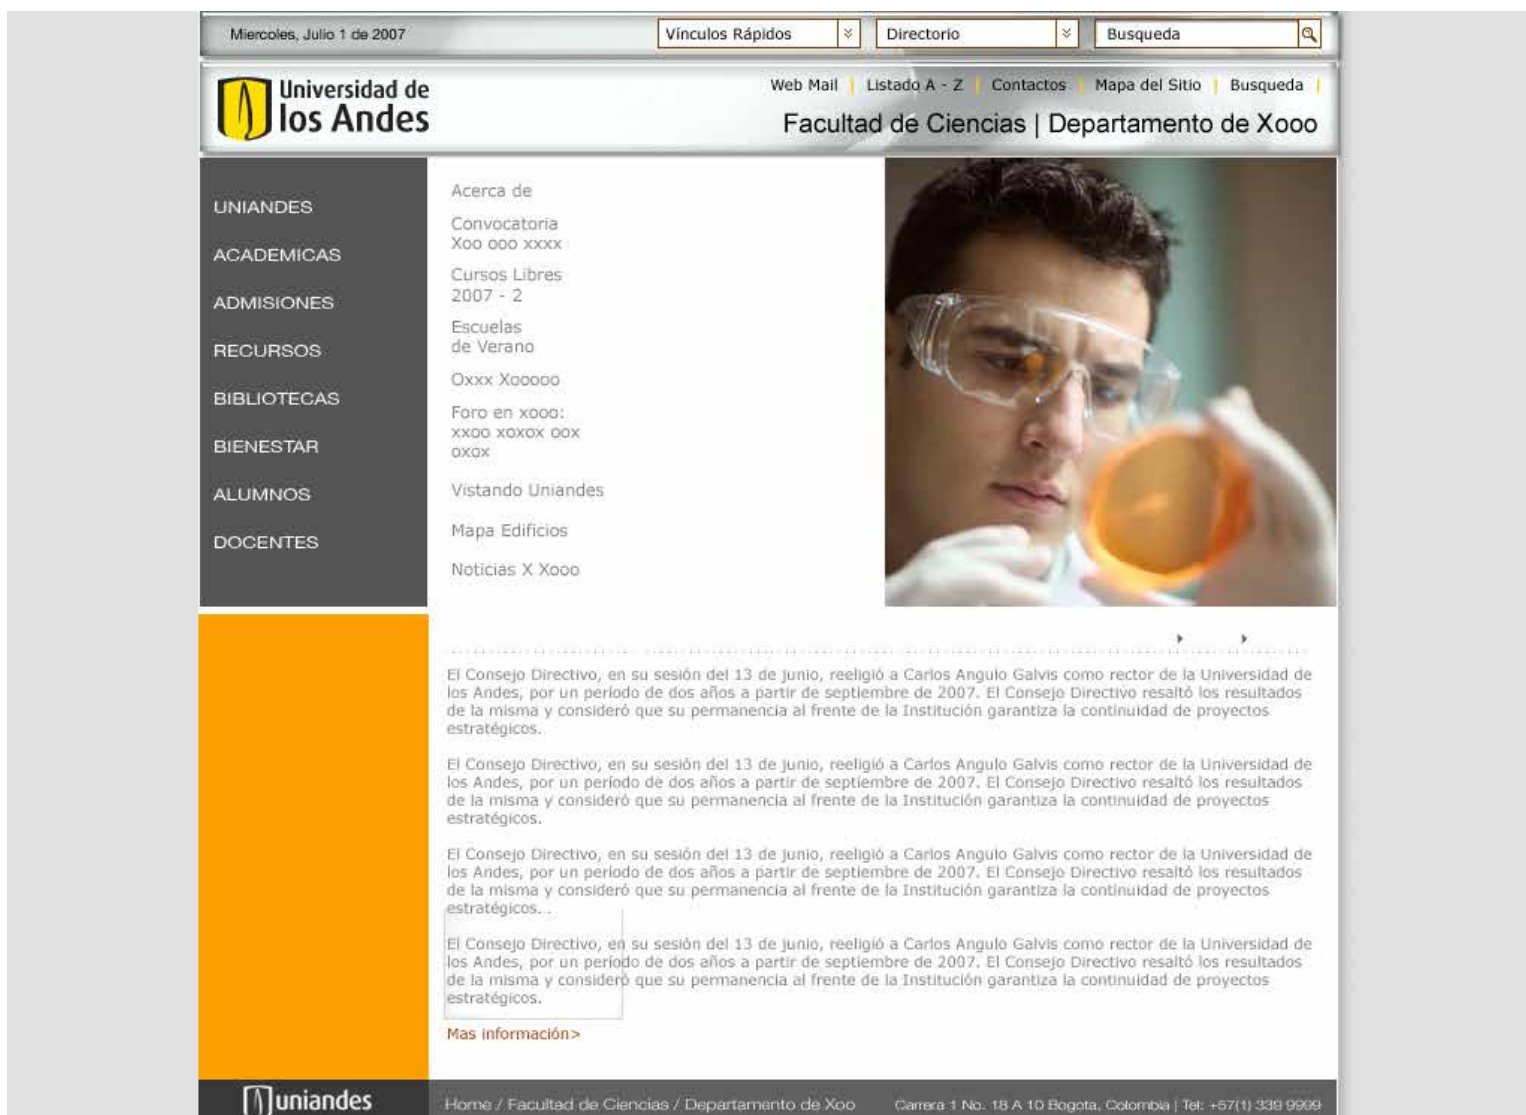 Miercoles, Julio 1 de 2007
Vínculos Rápidos
Directorio
Busqueda
Universidad de
los Andes
Web Mail | Listado A - Z | Contactos | Mapa del Sitio | Busqueda |
Facultad de Ciencias | Departamento de Xooo
UNIANDES
ACADEMICAS
ADMISIONES
RECURSOS
BIBLIOTECAS
BIENESTAR
ALUMNOS
DOCENTES
Acerca de
Convocatoria
Xoo ooo xxxx
Cursos Libres
2007 - 2
Escuelas
de Verano
Oxxx Xooooo
Foro en xooo:
xxoo xoxox oox
oxox
Vistando Uniandes
Mapa Edificios
Noticias X Xooo
El Consejo Directivo, en su sesión del 13 de junio, reeligió a Carlos Angulo Galvis como rector de la Universidad de
los Andes, por un período de dos años a partir de septiembre de 2007. El Consejo Directivo resaltó los resultados
de la misma y consideró que su permanencia al frente de la Institución garantiza la continuidad de proyectos
estratégicos.
El Consejo Directivo, en su sesión del 13 de junio, reeligió a Carlos Angulo Galvis como rector de la Universidad de
los Andes, por un período de dos años a partir de septiembre de 2007. El Consejo Directivo resaltó los resultados
de la misma y consideró que su permanencia al frente de la Institución garantiza la continuidad de proyectos
estratégicos.
El Consejo Directivo, en su sesión del 13 de junio, reeligió a Carlos Angulo Galvis como rector de la Universidad de
los Andes, por un período de dos años a partir de septiembre de 2007. El Consejo Directivo resaltó los resultados
de la misma y consideró que su permanencia al frente de la Institución garantiza la continuidad de proyectos
estratégicos. .
El Consejo Directivo, en su sesión del 13 de junio, reeligió a Carlos Angulo Galvis como rector de la Universidad de
los Andes, por un período de dos años a partir de septiembre de 2007. El Consejo Directivo resaltó los resultados
de la misma y consideró que su permanencia al frente de la Institución garantiza la continuidad de proyectos
estratégicos.
Mas información>
uniandes
Home / Facultad de Ciencias / Departamento de Xoo
Carrera 1 No. 18 A 10 Bogota, Colombia | Tel: +57(1) 339 9999